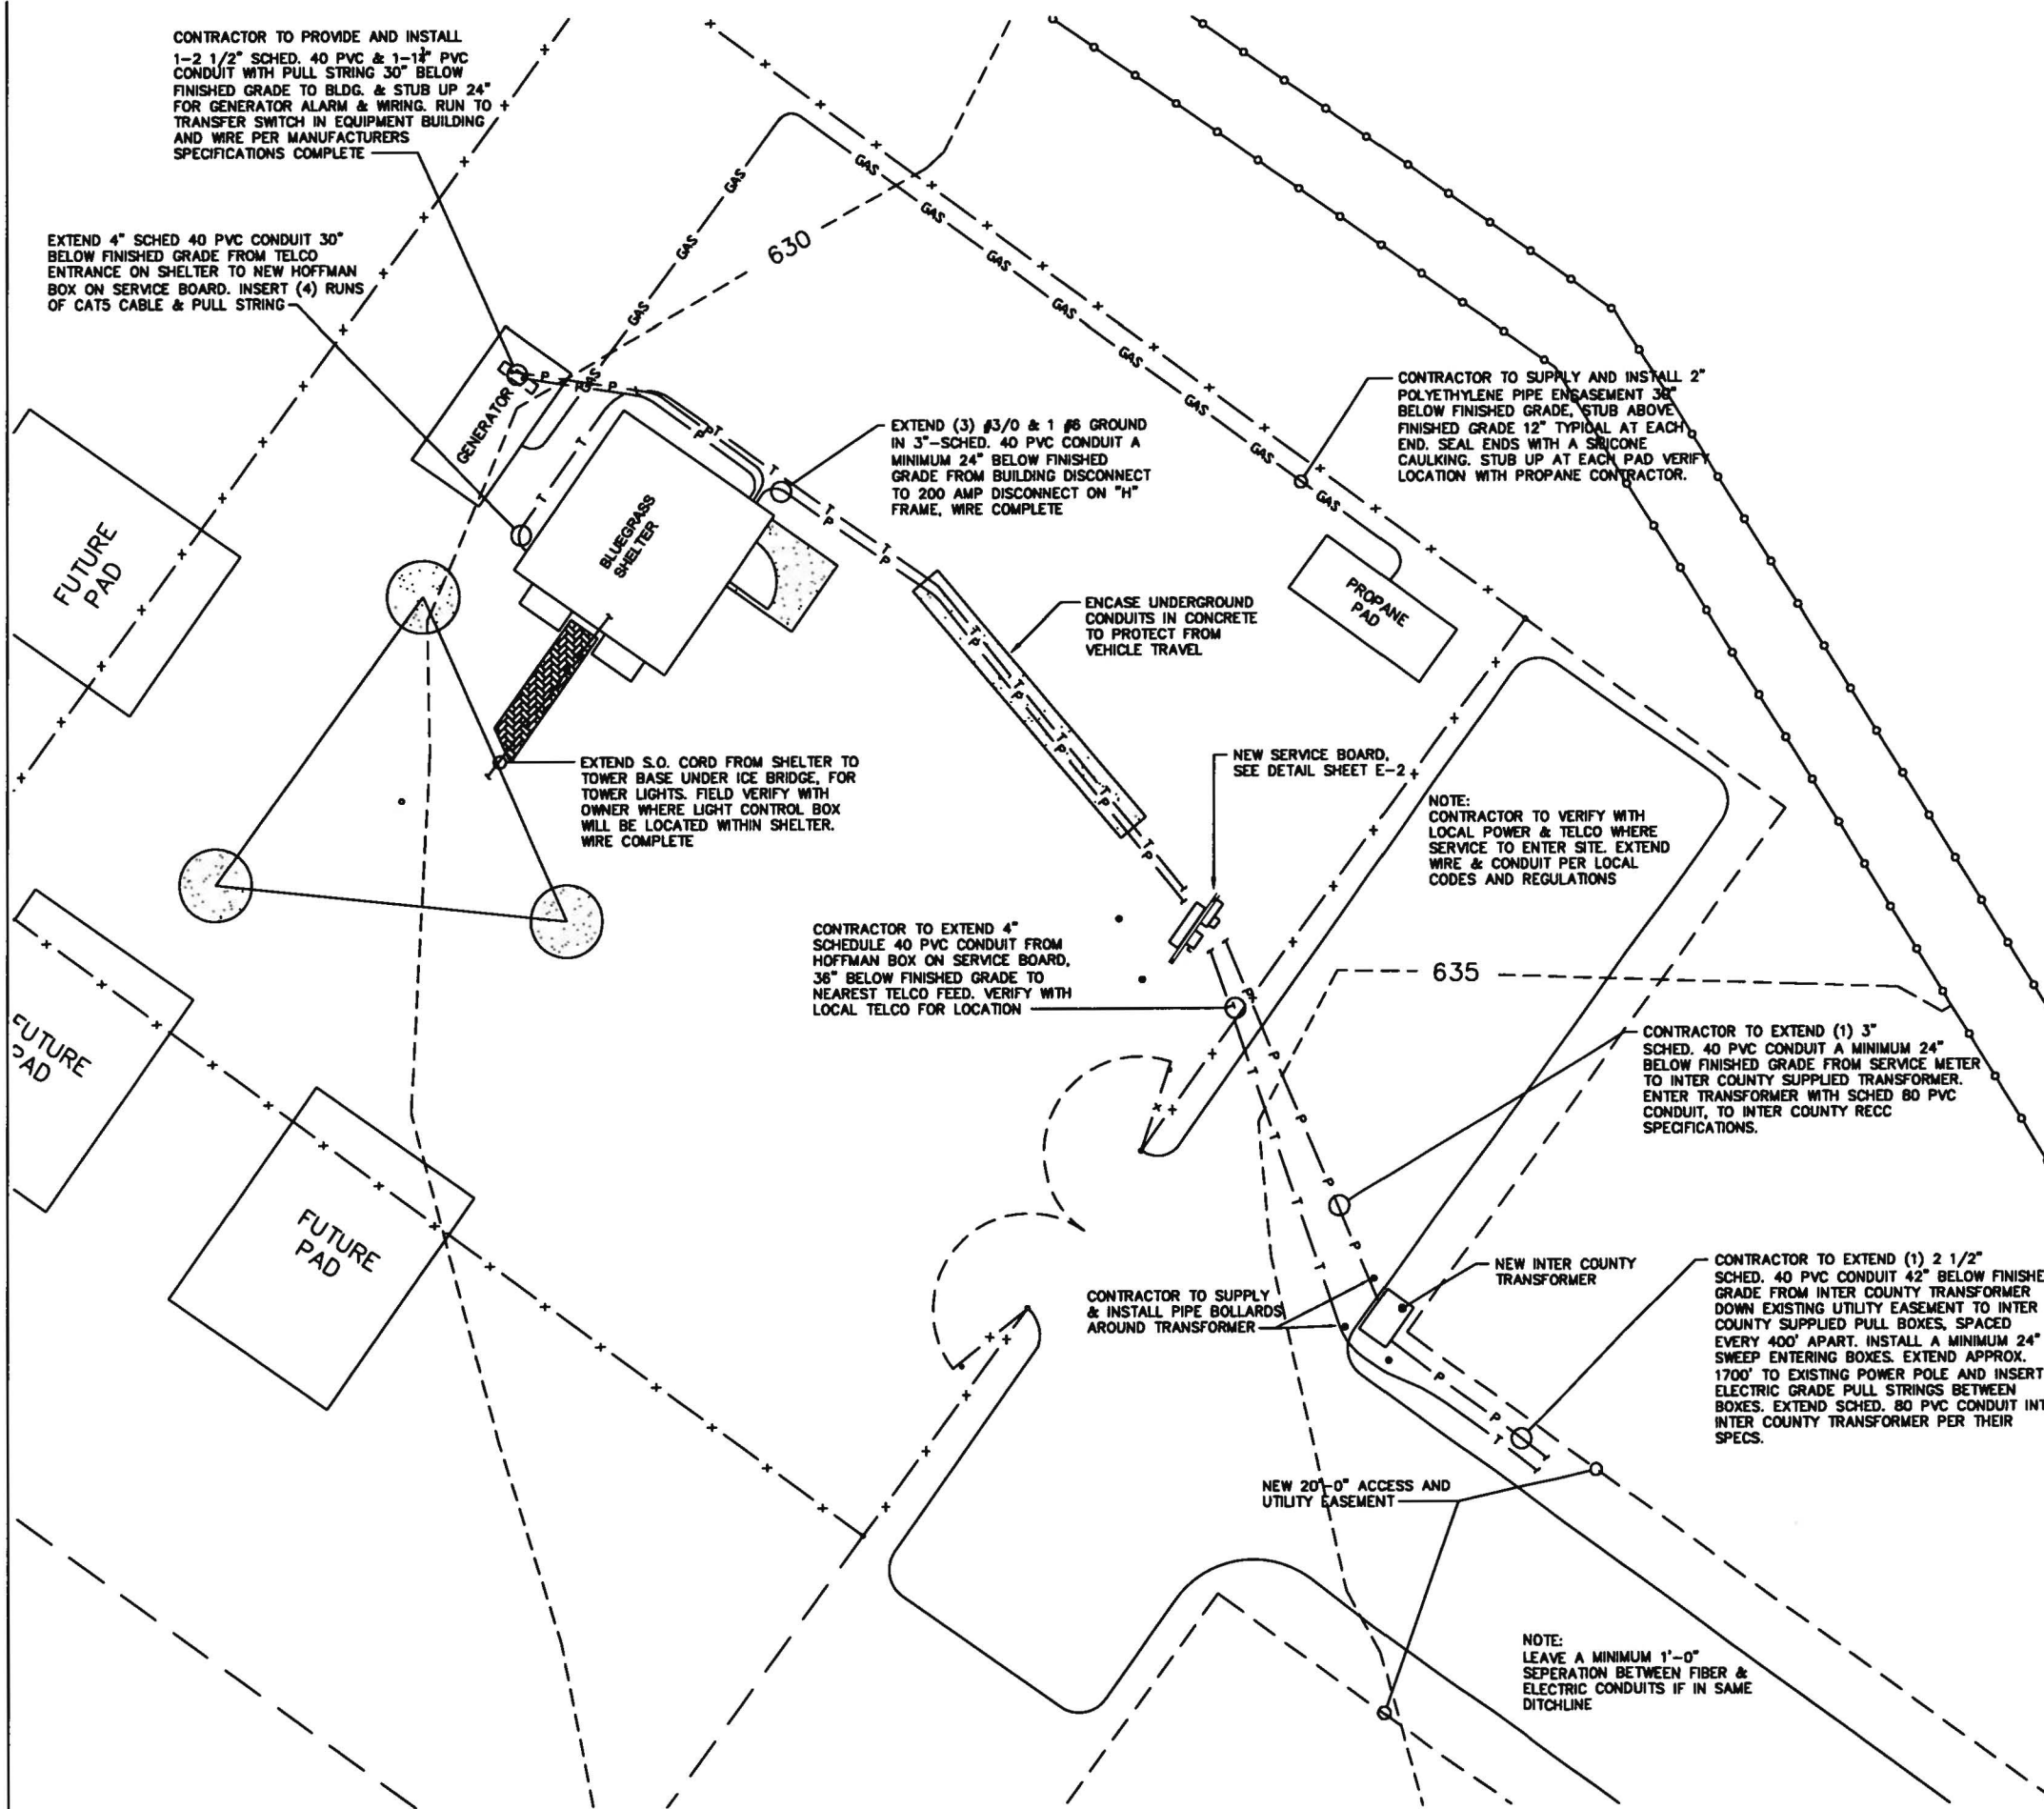 CONTRACTOR TO PROVIDE AND INSTALL
1-2 1/2" SCHED. 40 PVC & 1-1¼" PVC
CONDUIT WITH PULL STRING 30" BELOW
FINISHED GRADE TO BLDG. & STUB UP 24"
FOR GENERATOR ALARM & WIRING. RUN TO
TRANSFER SWITCH IN EQUIPMENT BUILDING
AND WIRE PER MANUFACTURERS
SPECIFICATIONS COMPLETE
EXTEND 4" SCHED 40 PVC CONDUIT 30"
BELOW FINISHED GRADE FROM TELCO
ENTRANCE ON SHELTER TO NEW HOFFMAN
BOX ON SERVICE BOARD. INSERT (4) RUNS
OF CAT5 CABLE & PULL STRING
630
GAS
GAS
GAS
GAS
GAS
GAS
GAS
GAS
GAS
GAS
GAS
GAS
GAS
GENERATOR
BLUEGRASS
SHELTER
FUTURE
PAD
EXTEND (3) #3/0 & 1 #6 GROUND
IN 3"-SCHED. 40 PVC CONDUIT A
MINIMUM 24" BELOW FINISHED
GRADE FROM BUILDING DISCONNECT
TO 200 AMP DISCONNECT ON "H"
FRAME, WIRE COMPLETE
CONTRACTOR TO SUPPLY AND INSTALL 2"
POLYETHYLENE PIPE ENCASEMENT 36"
BELOW FINISHED GRADE, STUB ABOVE
FINISHED GRADE 12" TYPICAL AT EACH
END. SEAL ENDS WITH A SILICONE
CAULKING. STUB UP AT EACH PAD VERIFY
LOCATION WITH PROPANE CONTRACTOR.
PROPANE
PAD
ENCASE UNDERGROUND
CONDUITS IN CONCRETE
TO PROTECT FROM
VEHICLE TRAVEL
EXTEND S.O. CORD FROM SHELTER TO
TOWER BASE UNDER ICE BRIDGE, FOR
TOWER LIGHTS. FIELD VERIFY WITH
OWNER WHERE LIGHT CONTROL BOX
WILL BE LOCATED WITHIN SHELTER.
WIRE COMPLETE
NEW SERVICE BOARD,
SEE DETAIL SHEET E-2
NOTE:
CONTRACTOR TO VERIFY WITH
LOCAL POWER & TELCO WHERE
SERVICE TO ENTER SITE. EXTEND
WIRE & CONDUIT PER LOCAL
CODES AND REGULATIONS
CONTRACTOR TO EXTEND 4"
SCHEDULE 40 PVC CONDUIT FROM
HOFFMAN BOX ON SERVICE BOARD,
36" BELOW FINISHED GRADE TO
NEAREST TELCO FEED. VERIFY WITH
LOCAL TELCO FOR LOCATION
635
CONTRACTOR TO EXTEND (1) 3"
SCHED. 40 PVC CONDUIT A MINIMUM 24"
BELOW FINISHED GRADE FROM SERVICE METER
TO INTER COUNTY SUPPLIED TRANSFORMER.
ENTER TRANSFORMER WITH SCHED 80 PVC
CONDUIT, TO INTER COUNTY RECC
SPECIFICATIONS.
FUTURE
PAD
FUTURE
PAD
NEW INTER COUNTY
TRANSFORMER
CONTRACTOR TO SUPPLY
& INSTALL PIPE BOLLARDS
AROUND TRANSFORMER
CONTRACTOR TO EXTEND (1) 2 1/2"
SCHED. 40 PVC CONDUIT 42" BELOW FINISHE
GRADE FROM INTER COUNTY TRANSFORMER
DOWN EXISTING UTILITY EASEMENT TO INTER
COUNTY SUPPLIED PULL BOXES, SPACED
EVERY 400' APART. INSTALL A MINIMUM 24"
SWEEP ENTERING BOXES. EXTEND APPROX.
1700' TO EXISTING POWER POLE AND INSERT
ELECTRIC GRADE PULL STRINGS BETWEEN
BOXES. EXTEND SCHED. 80 PVC CONDUIT INT
INTER COUNTY TRANSFORMER PER THEIR
SPECS.
NEW 20'-0" ACCESS AND
UTILITY EASEMENT
NOTE:
LEAVE A MINIMUM 1'-0"
SEPERATION BETWEEN FIBER &
ELECTRIC CONDUITS IF IN SAME
DITCHLINE